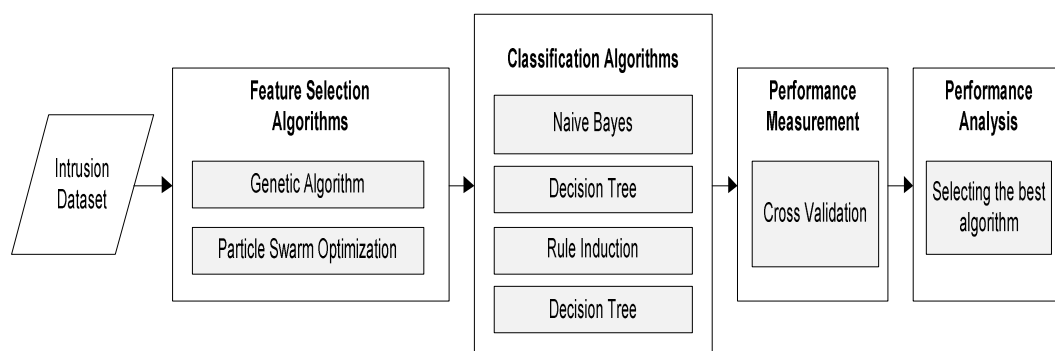 Intrusion
Dataset
Feature Selection
Algorithms
Genetic Algorithm
Particle Swarm Optimization
Classification Algorithms
Naive Bayes
Decision Tree
Rule Induction
Decision Tree
Performance
Measurement
Cross Validation
Performance
Analysis
Selecting the best
algorithm